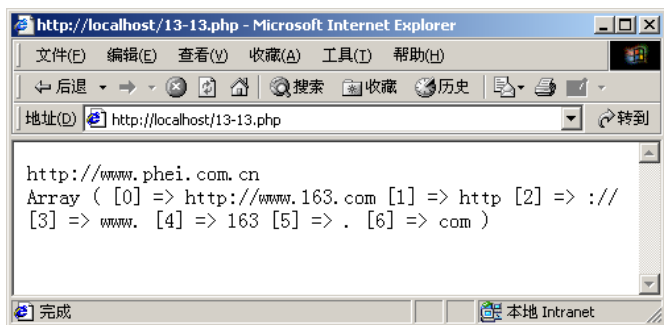 http://localhost/13-13.php - Microsoft Internet Explorer
文件(F) 编辑(E) 查看(V) 收藏(A) 工具(T) 帮助(H)
后退 搜索 收藏 历史
地址(D) http://localhost/13-13.php 转到
http://www.phei.com.cn
Array ( [0] => http://www.163.com [1] => http [2] => ://
[3] => www. [4] => 163 [5] => . [6] => com )
完成 本地 Intranet